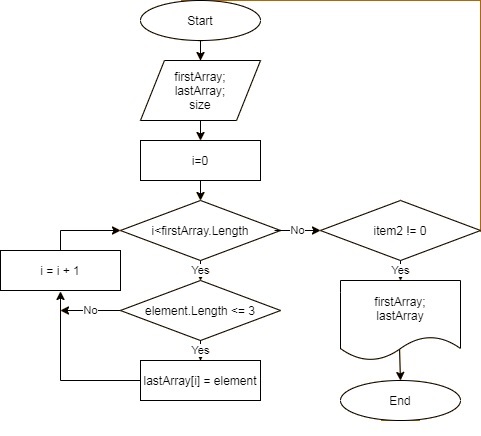 Start
firstArray;
lastArray;
size
i=0
i<firstArray.Length
No
item2 != 0
Yes
i = i + 1
Yes
firstArray;
lastArray
No
element.Length <= 3
Yes
lastArray[i] = element
End